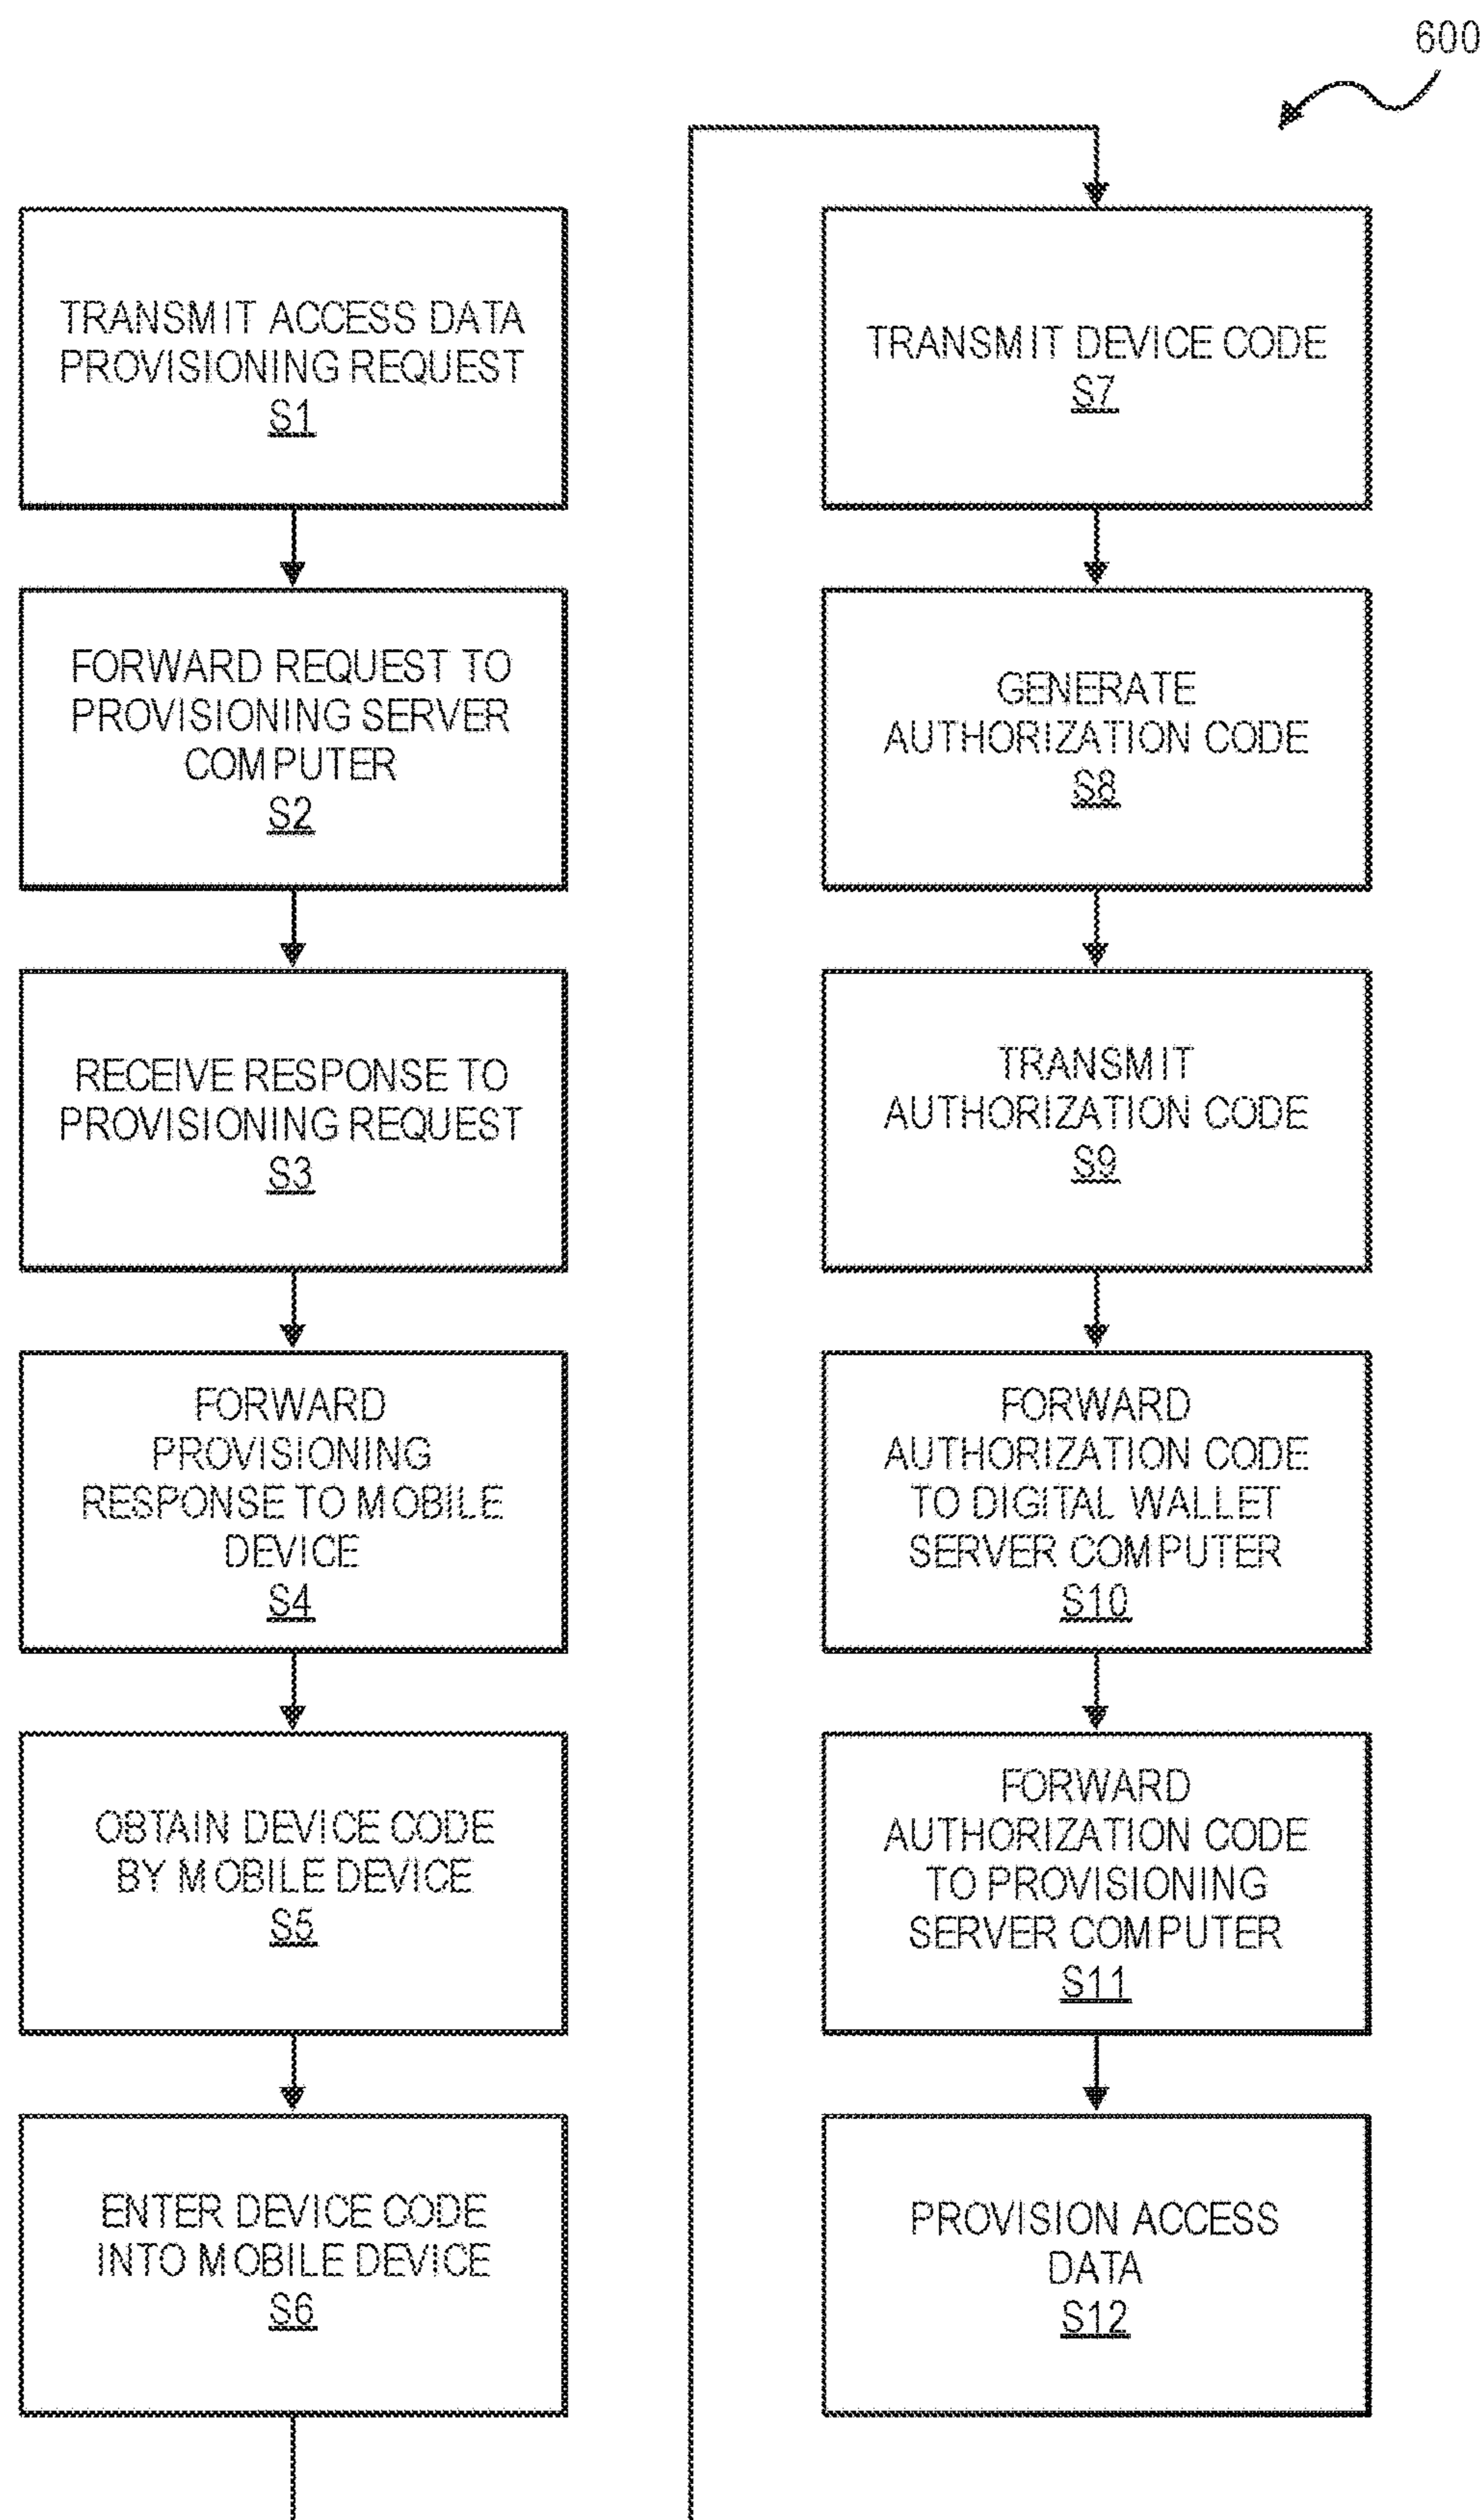 600
TRANSMIT ACCESS DATA
PROVISIONING REQUEST
S1
FORWARD REQUEST TO
PROVISIONING SERVER
COMPUTER
S2
RECEIVE RESPONSE TO
PROVISIONING REQUEST
S3
FORWARD
PROVISIONING
RESPONSE TO MOBILE
DEVICE
S4
OBTAIN DEVICE CODE
BY MOBILE DEVICE
S5
ENTER DEVICE CODE
INTO MOBILE DEVICE
S6
TRANSMIT DEVICE CODE
S7
GENERATE
AUTHORIZATION CODE
S8
TRANSMIT
AUTHORIZATION CODE
S9
FORWARD
AUTHORIZATION CODE
TO DIGITAL WALLET
SERVER COMPUTER
S10
FORWARD
AUTHORIZATION CODE
TO PROVISIONING
SERVER COMPUTER
S11
PROVISION ACCESS
DATA
S12